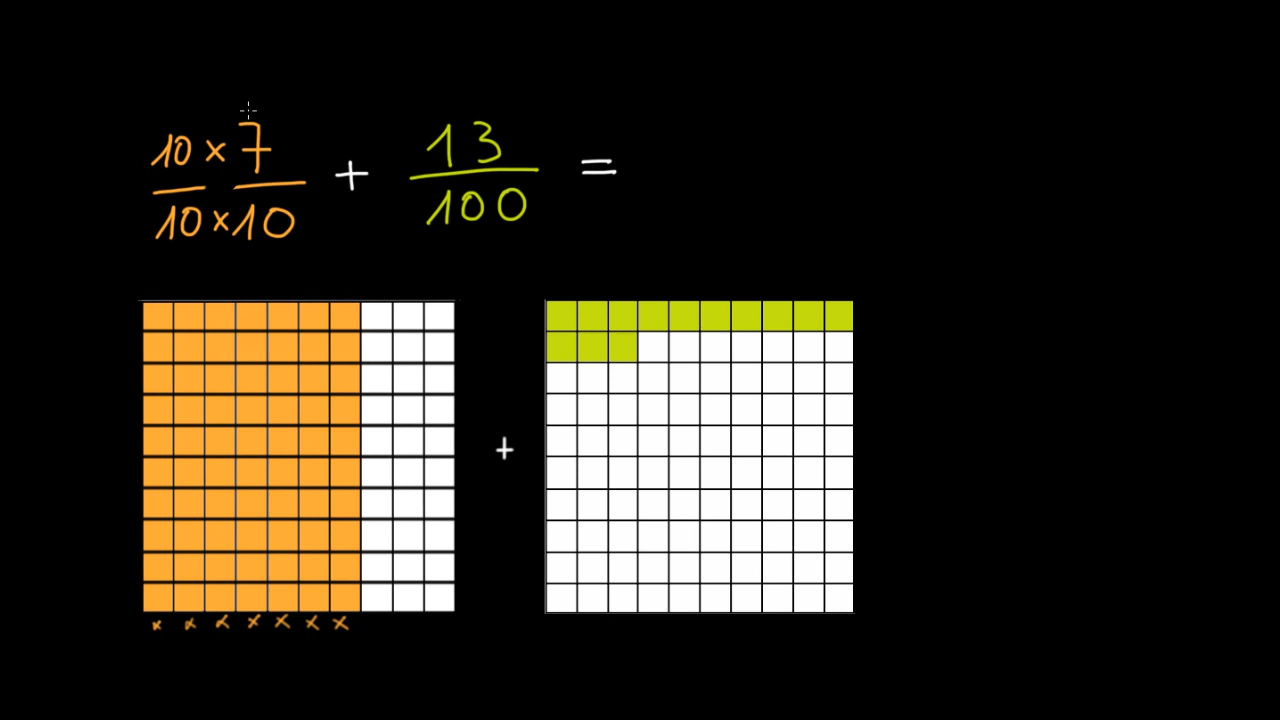 10 × 7 / 10 × 10 + 13 / 100 =
+
x x x x x x x